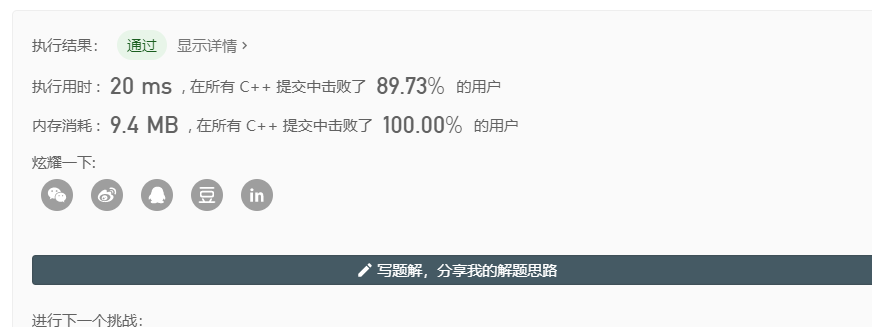 执行结果： 通过 显示详情 ›
执行用时： 20 ms , 在所有 C++ 提交中击败了 89.73% 的用户
内存消耗： 9.4 MB , 在所有 C++ 提交中击败了 100.00% 的用户
炫耀一下:
豆 in
写题解，分享我的解题思路
进行下一个挑战：